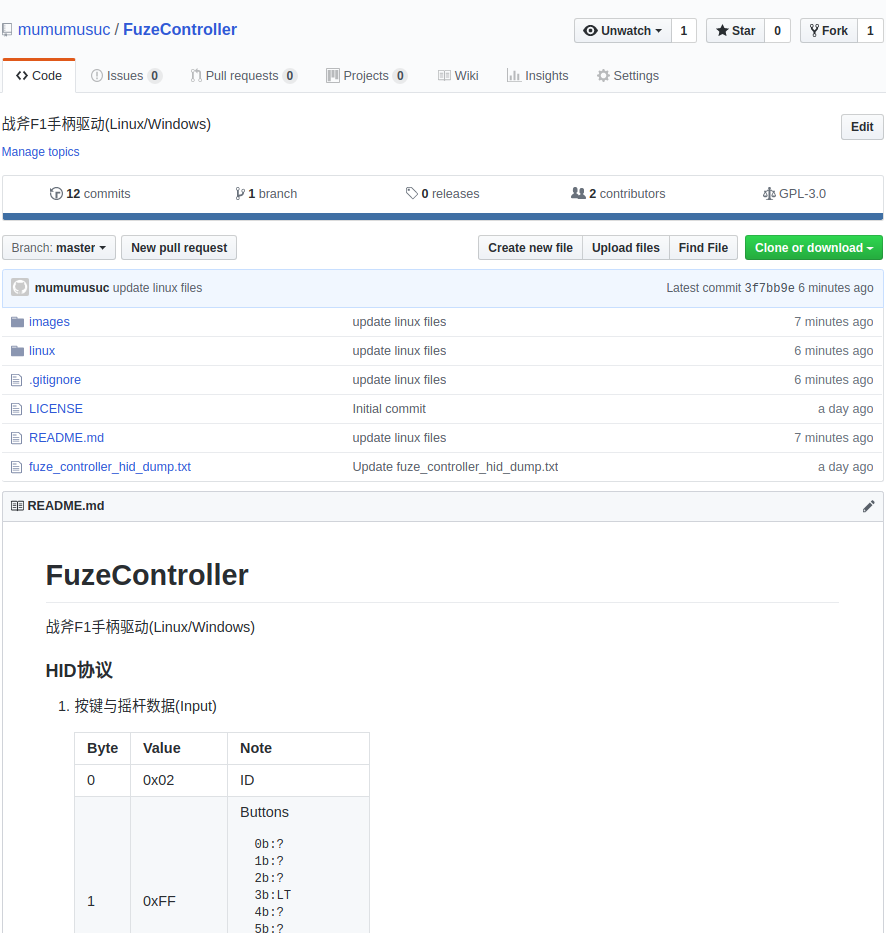 mumumusuc / FuzeController
Unwatch 1 Star 0 Fork 1
Code Issues 0 Pull requests 0 Projects 0 Wiki Insights Settings
战斧F1手柄驱动(Linux/Windows)
Edit
Manage topics
12 commits 1 branch 0 releases 2 contributors GPL-3.0
Branch: master New pull request Create new file Upload files Find File Clone or download
mumumusuc update linux files Latest commit 3f7bb9e 6 minutes ago
images update linux files 7 minutes ago
linux update linux files 6 minutes ago
.gitignore update linux files 6 minutes ago
LICENSE Initial commit a day ago
README.md update linux files 7 minutes ago
fuze_controller_hid_dump.txt Update fuze_controller_hid_dump.txt a day ago
README.md
FuzeController
战斧F1手柄驱动(Linux/Windows)
HID协议
1. 按键与摇杆数据(Input)
Byte Value Note
0 0x02 ID
Buttons
0b:?
1b:?
2b:?
3b:LT
1 0xFF
4b:?
5b:?